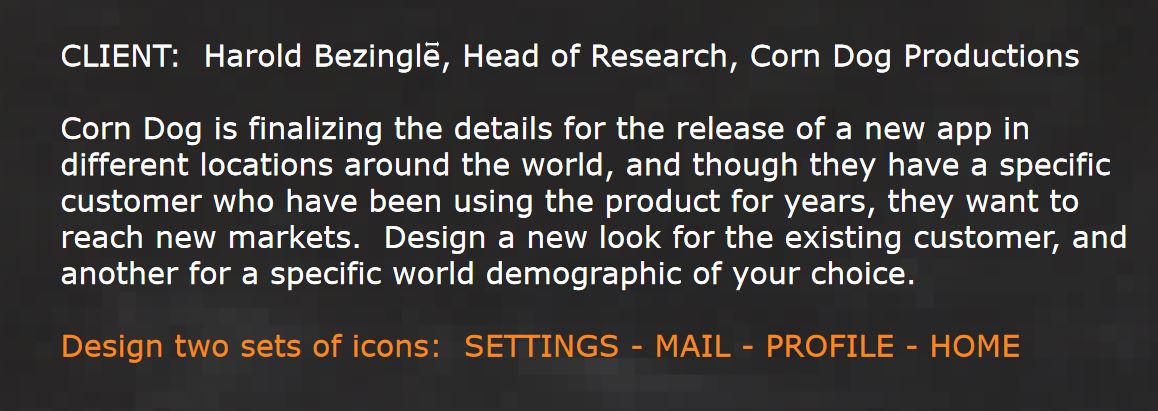 CLIENT:  Harold Bezinglē, Head of Research, Corn Dog Productions
Corn Dog is finalizing the details for the release of a new app in
different locations around the world, and though they have a specific
customer who have been using the product for years, they want to
reach new markets.  Design a new look for the existing customer, and
another for a specific world demographic of your choice.
Design two sets of icons:  SETTINGS - MAIL - PROFILE - HOME